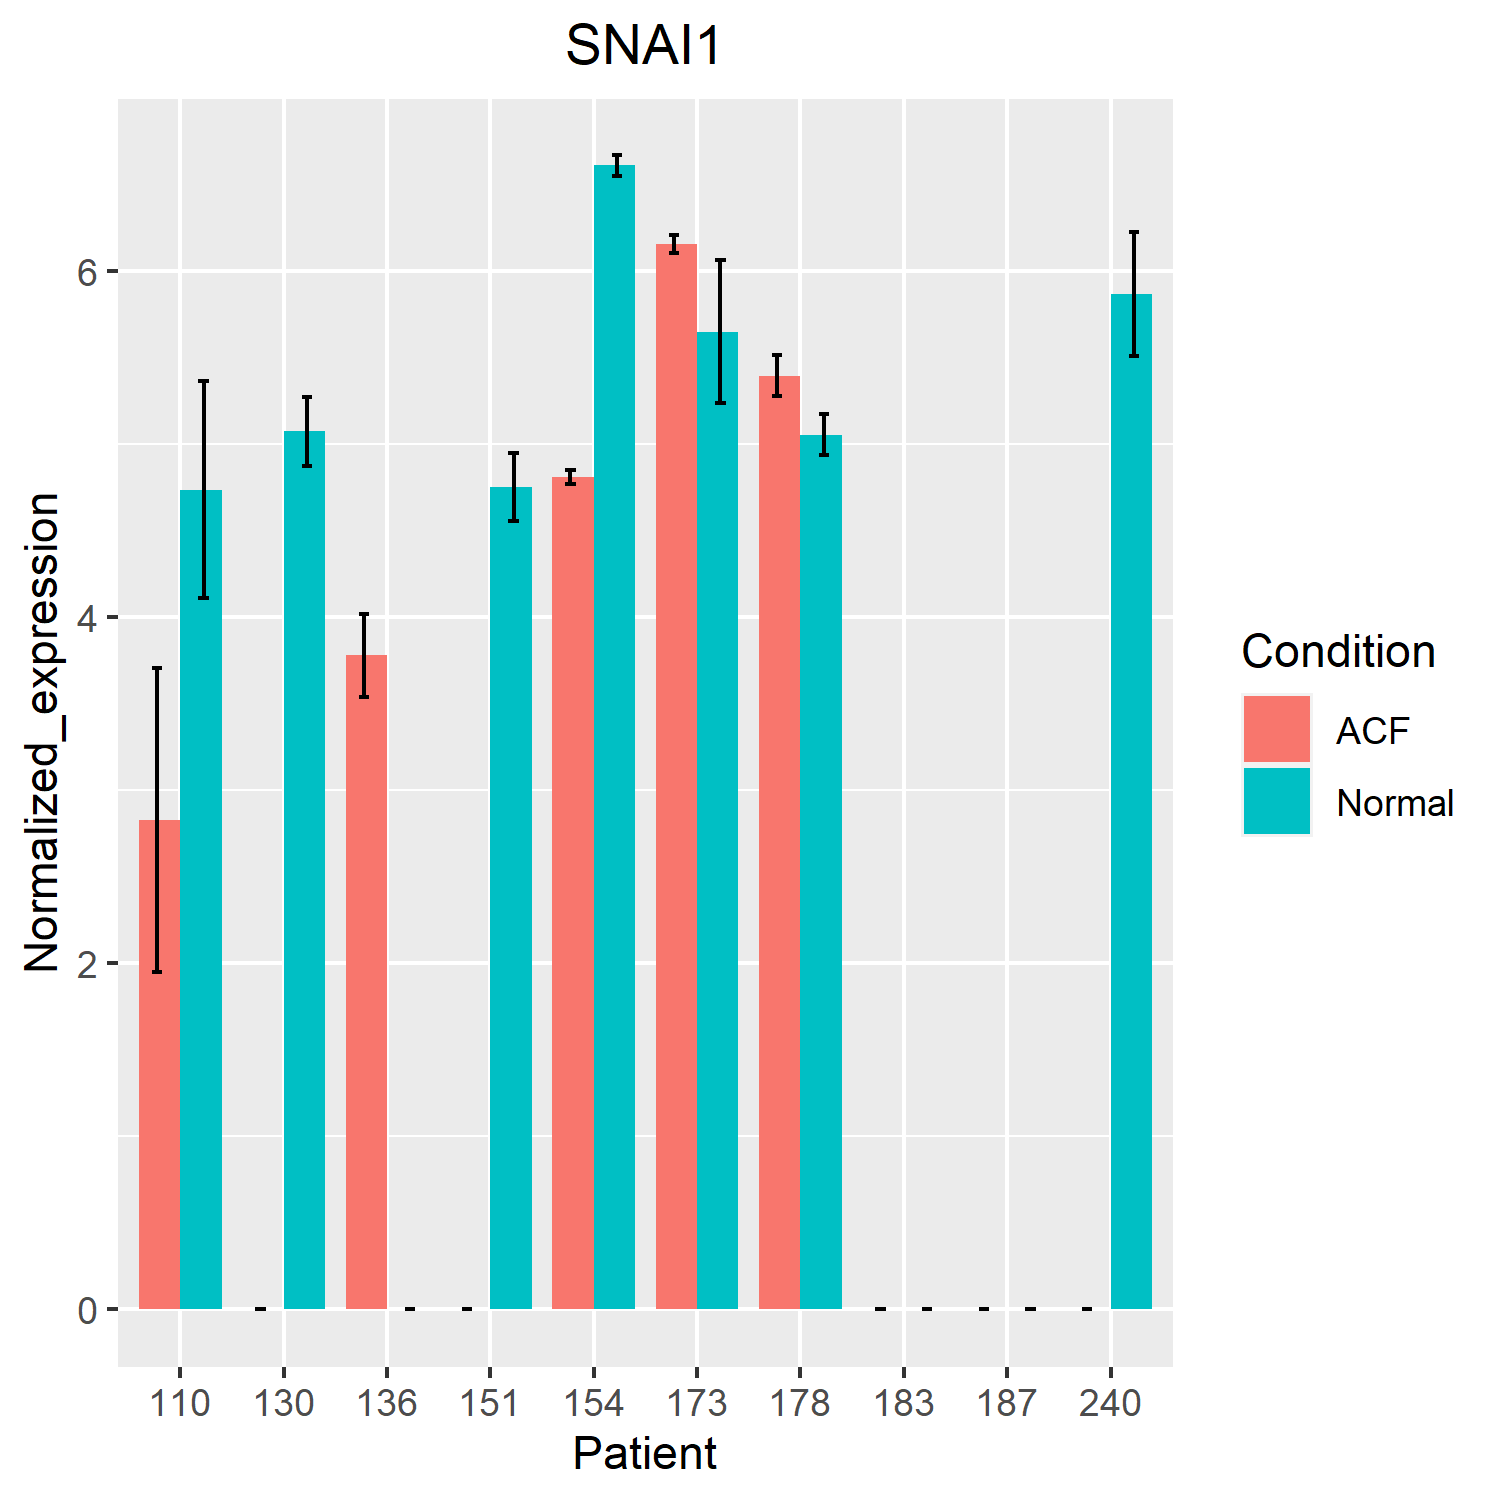 SNAI1
Normalized_expression
6
4
2
0
110 130 136 151 154 173 178 183 187 240
Patient
Condition
ACF
Normal